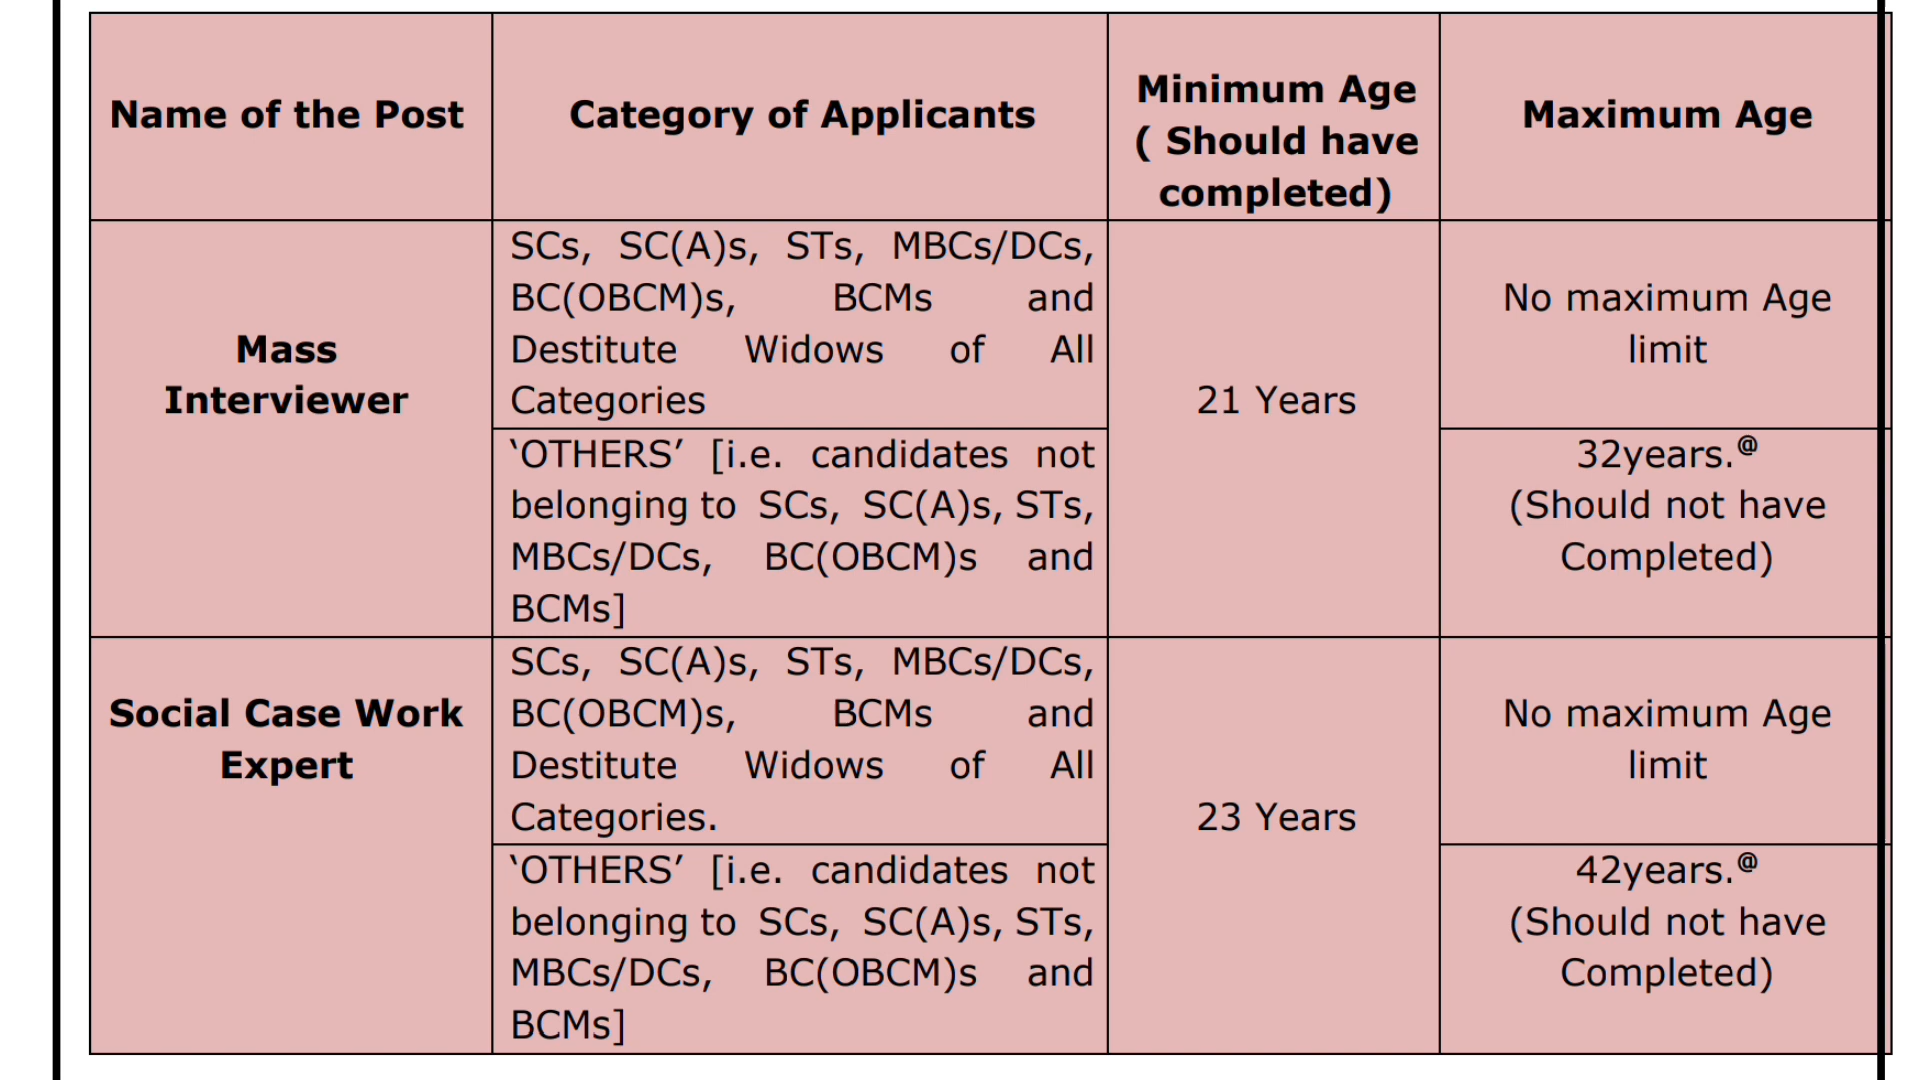 Name of the Post
Category of Applicants
Minimum Age
( Should have
completed)
Maximum Age
Mass
Interviewer
SCs, SC(A)s, STs, MBCs/DCs,
BC(OBCM)s, BCMs and
Destitute Widows of All
Categories
21 Years
No maximum Age
limit
‘OTHERS’ [i.e. candidates not
belonging to SCs, SC(A)s, STs,
MBCs/DCs, BC(OBCM)s and
BCMs]
32years.@
(Should not have
Completed)
Social Case Work
Expert
SCs, SC(A)s, STs, MBCs/DCs,
BC(OBCM)s, BCMs and
Destitute Widows of All
Categories.
23 Years
No maximum Age
limit
‘OTHERS’ [i.e. candidates not
belonging to SCs, SC(A)s, STs,
MBCs/DCs, BC(OBCM)s and
BCMs]
42years.@
(Should not have
Completed)